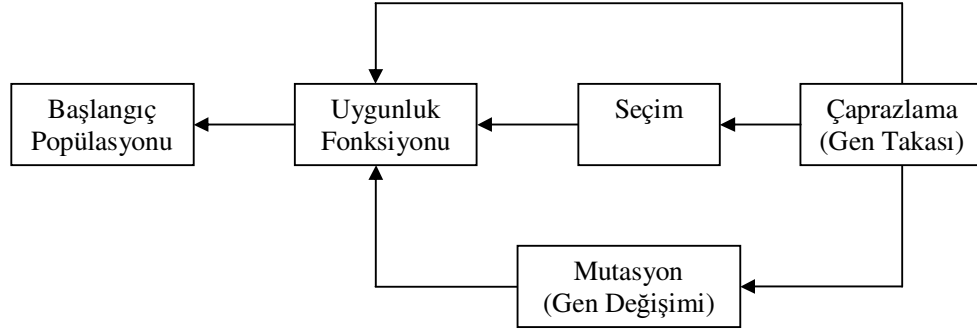 Başlangıç
Popülasyonu
Uygunluk
Fonksiyonu
Seçim
Çaprazlama
(Gen Takası)
Mutasyon
(Gen Değişimi)